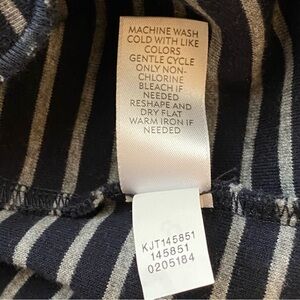 MACHINE WASH
COLD WITH LIKE
COLORS
GENTLE CYCLE
ONLY NON-
CHLORINE
BLEACH IF
NEEDED
RESHAPE AND
DRY FLAT
WARM IRON IF
NEEDED
KJT145851
145851
0205184